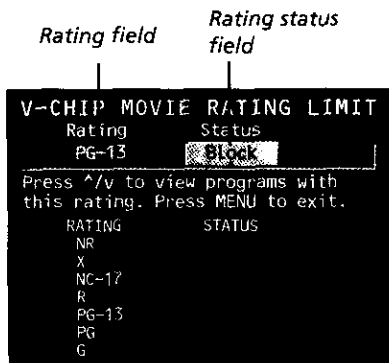 Rating field
Rating status field
V-CHIP MOVIE RATING LIMIT
Rating Status
PG-13 Block
Press ^/v to view programs with
this rating. Press MENU to exit.
RATING STATUS
NR
X
NC-17
R
PG-13
PG
G